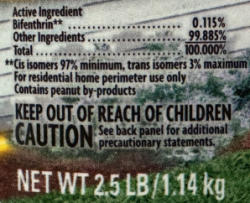 Active Ingredient
Bifenthrin** . . . . . . . . . . . . . . . . . . . . . 0.115%
Other Ingredients . . . . . . . . . . . . . . . 99.885%
Total . . . . . . . . . . . . . . . . . . . . . . . . 100.000%
**Cis isomers 97% minimum, trans isomers 3% maximum
For residential home perimeter use only
Contains peanut by-products
KEEP OUT OF REACH OF CHILDREN
CAUTION See back panel for additional
precautionary statements.
NET WT 2.5 LB/1.14 kg